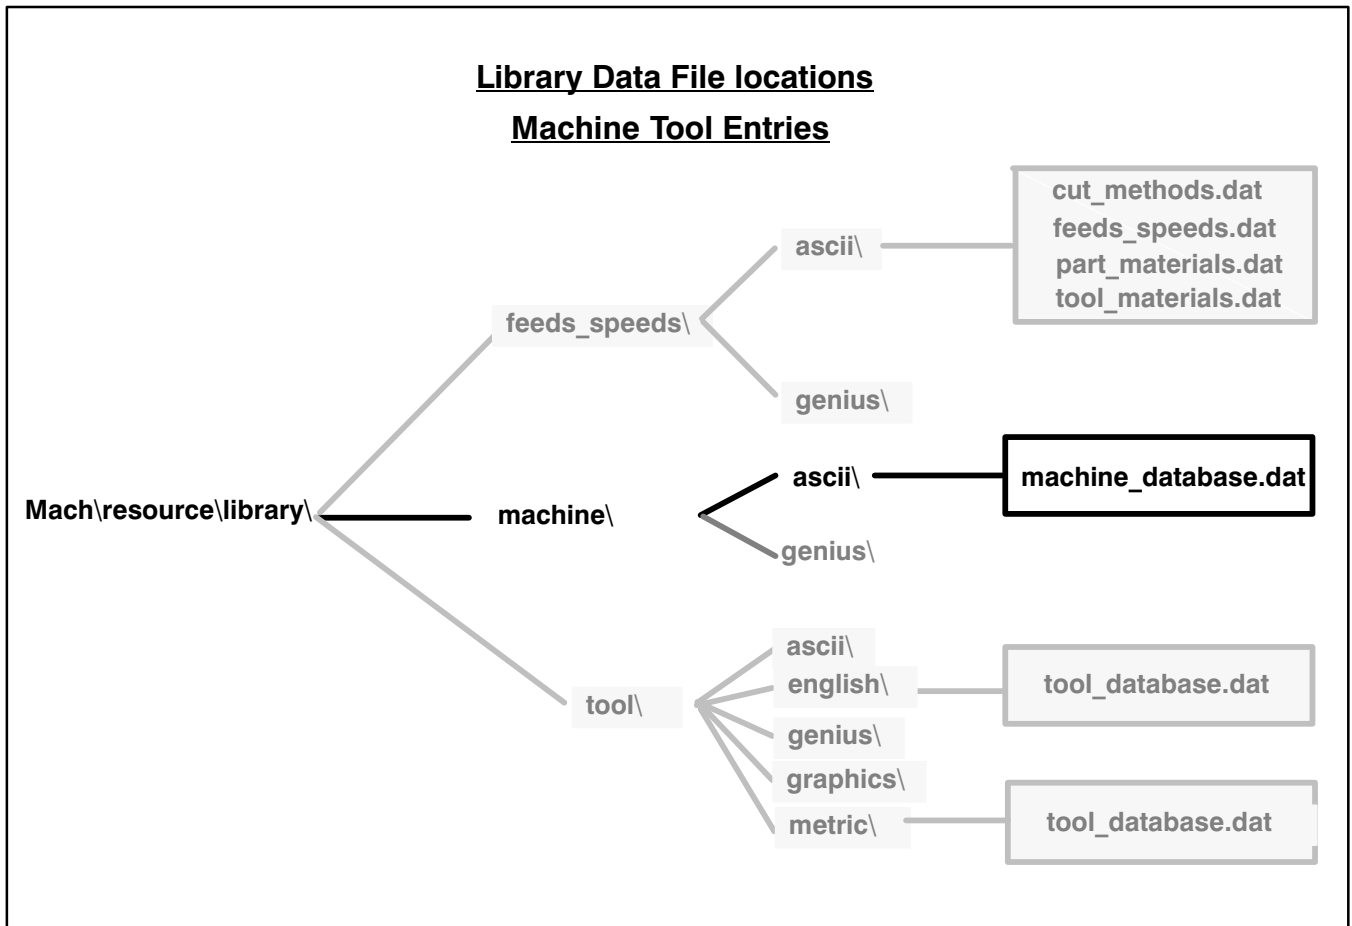 Library Data File locations
Machine Tool Entries
cut_methods.dat
feeds_speeds.dat
part_materials.dat
tool_materials.dat
ascii\
feeds_speeds\
genius\
ascii\
machine_database.dat
Mach\resource\library\
machine\
genius\
ascii\
english\
tool_database.dat
tool\
genius\
graphics\
metric\
tool_database.dat